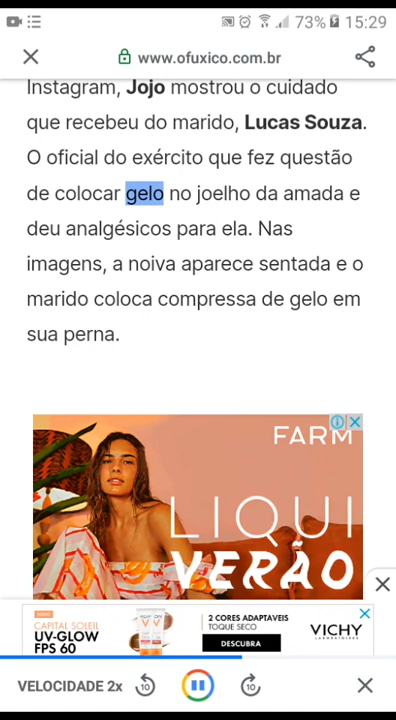 73% 15:29
www.ofuxico.com.br
Instagram, Jojo mostrou o cuidado
que recebeu do marido, Lucas Souza.
O oficial do exército que fez questão
de colocar gelo no joelho da amada e
deu analgésicos para ela. Nas
imagens, a noiva aparece sentada e o
marido coloca compressa de gelo em
sua perna.
FARM
LIQUI
VERÃO
NOVO
CAPITAL SOLEIL
UV-GLOW
FPS 60
2 CORES ADAPTAVEIS
TOQUE SECO
DESCUBRA
VICHY
LABORATOIRES
VELOCIDADE 2x
10
10